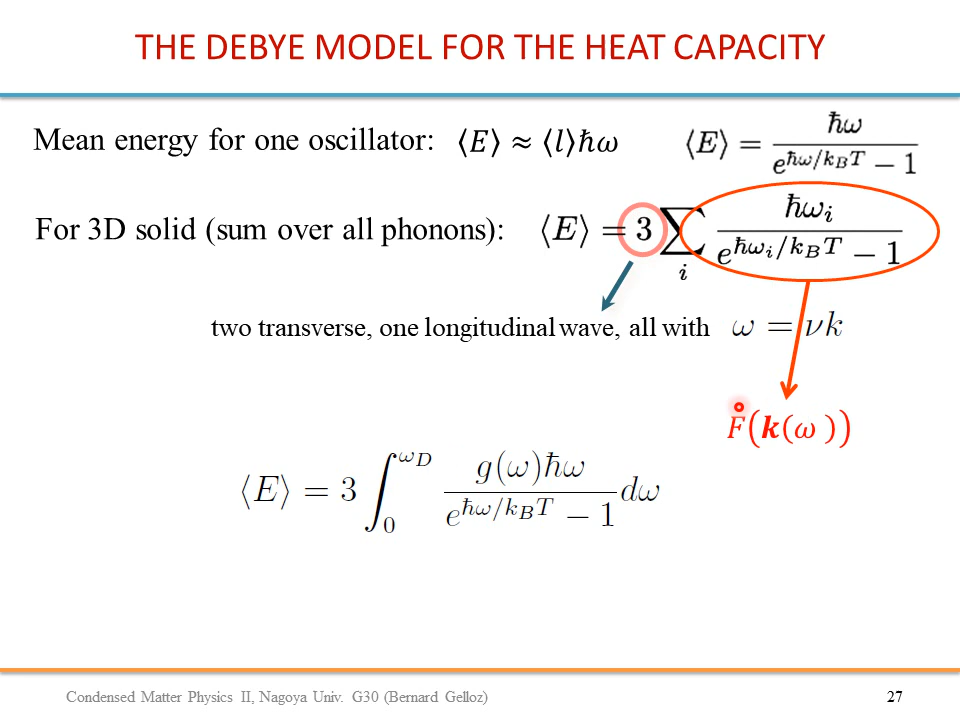 THE DEBYE MODEL FOR THE HEAT CAPACITY
Mean energy for one oscillator: ⟨E⟩ ≈ ⟨l⟩ħω ⟨E⟩ = ħω / (e^{ħω/k_BT} − 1)
For 3D solid (sum over all phonons): ⟨E⟩ = 3 ∑_i ħω_i / (e^{ħω_i/k_BT} − 1)
two transverse, one longitudinal wave, all with ω = νk
F(k(ω))
⟨E⟩ = 3 ∫_0^{ω_D} g(ω)ħω / (e^{ħω/k_BT} − 1) dω
Condensed Matter Physics II, Nagoya Univ. G30 (Bernard Gelloz) 27